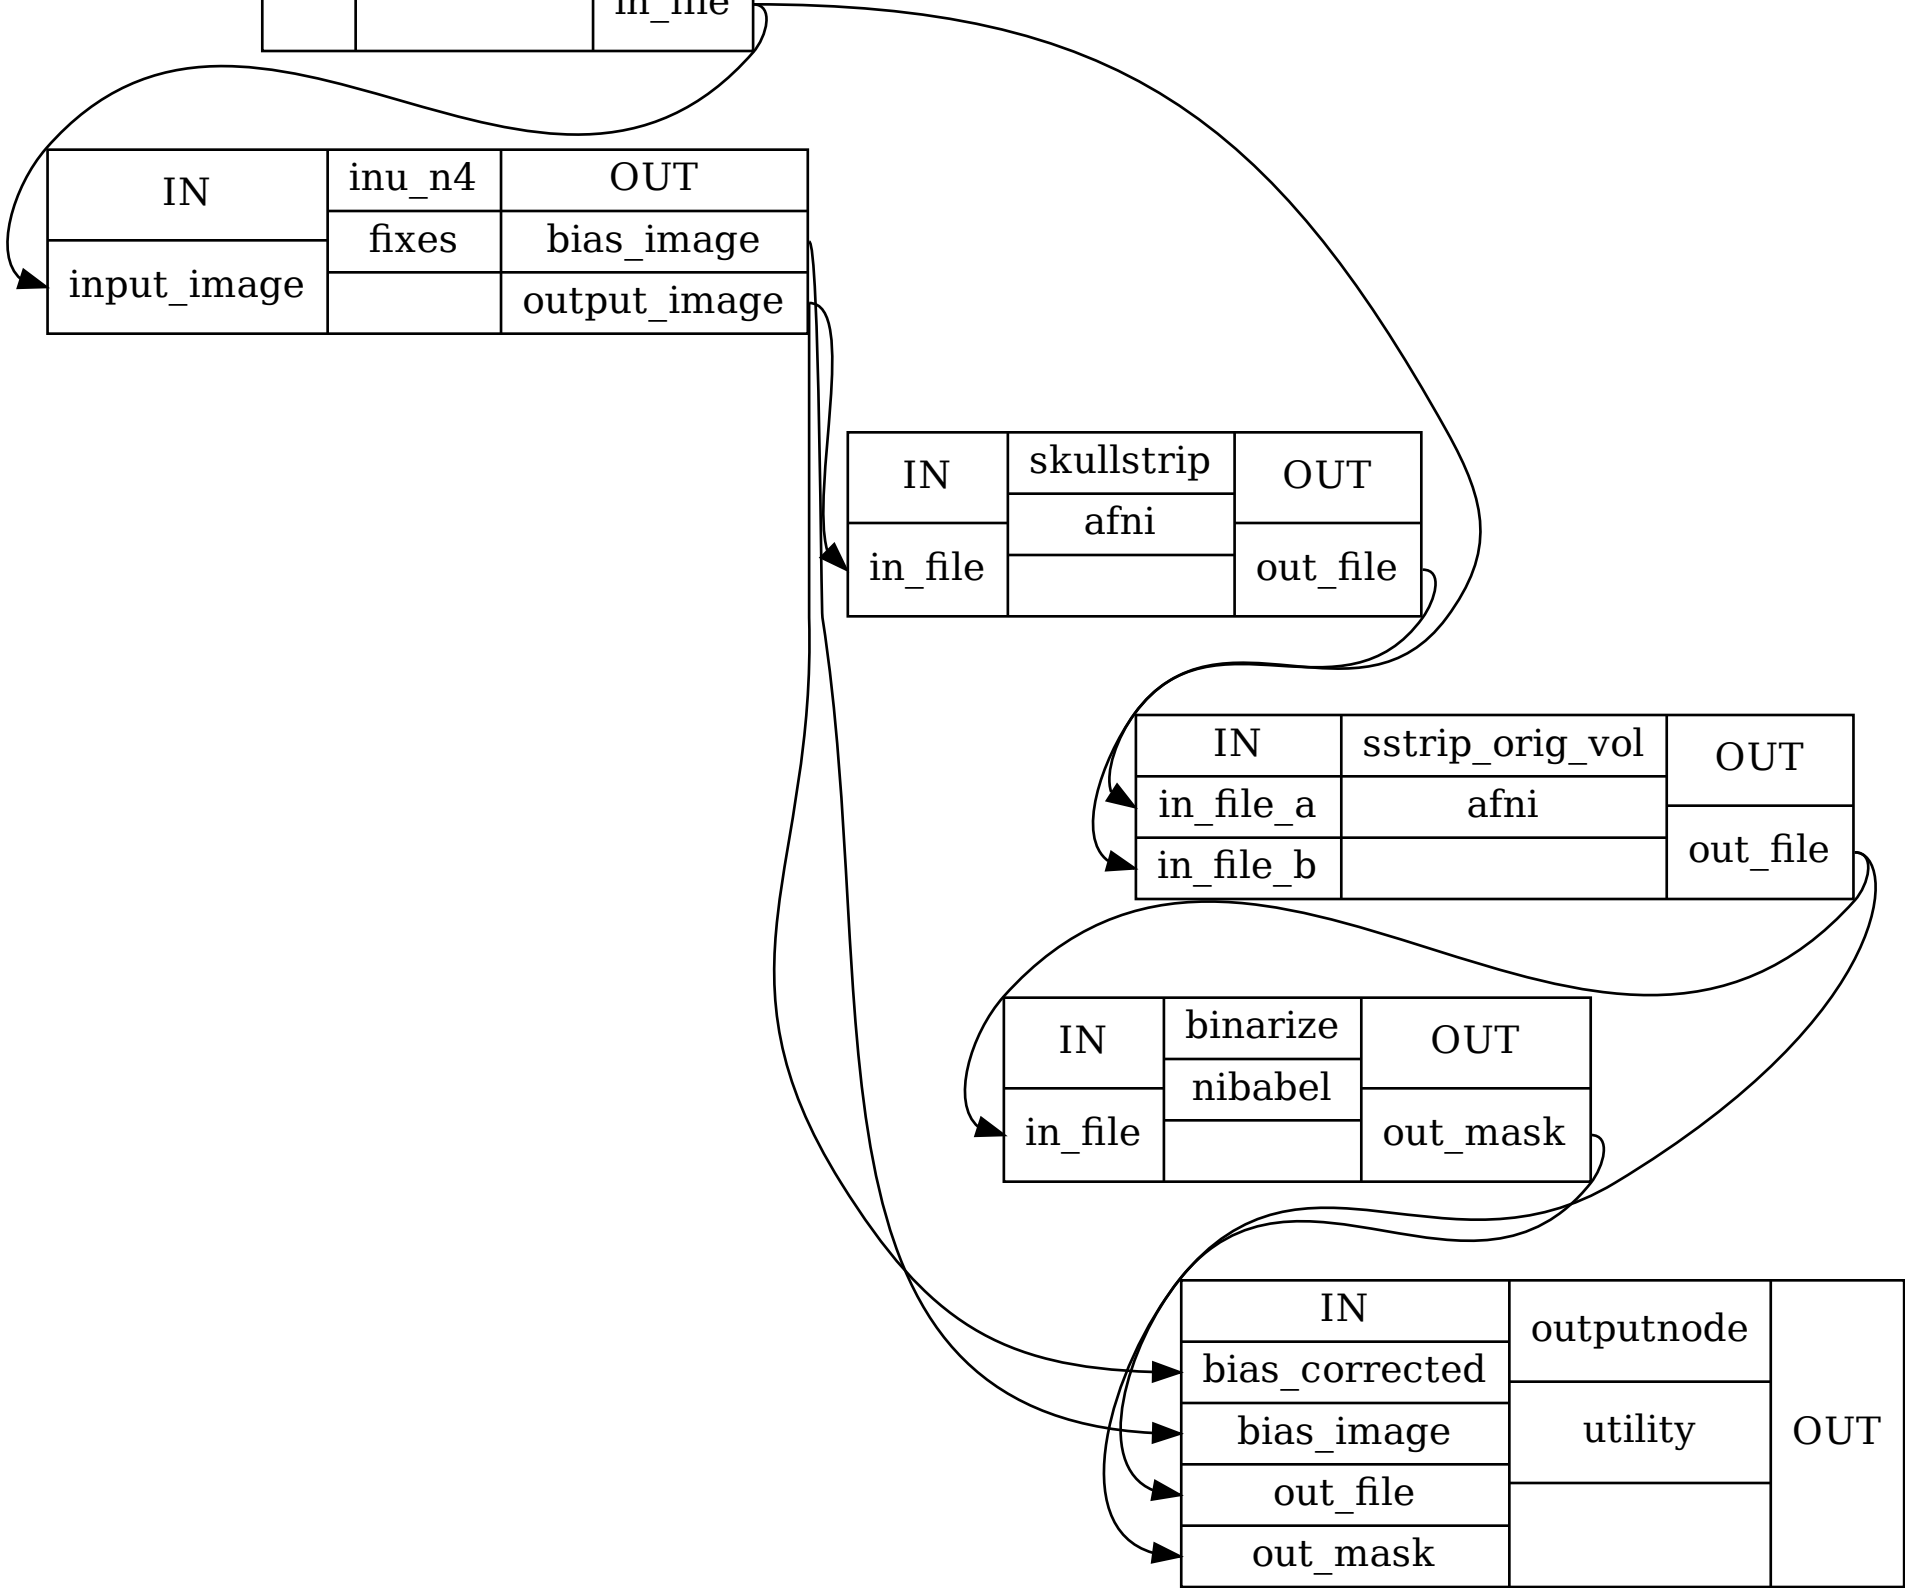 in_file
IN
inu_n4
OUT
fixes
bias_image
input_image
output_image
IN
skullstrip
OUT
afni
in_file
out_file
IN
sstrip_orig_vol
OUT
in_file_a
afni
in_file_b
out_file
IN
binarize
OUT
nibabel
in_file
out_mask
IN
outputnode
bias_corrected
bias_image
utility
OUT
out_file
out_mask